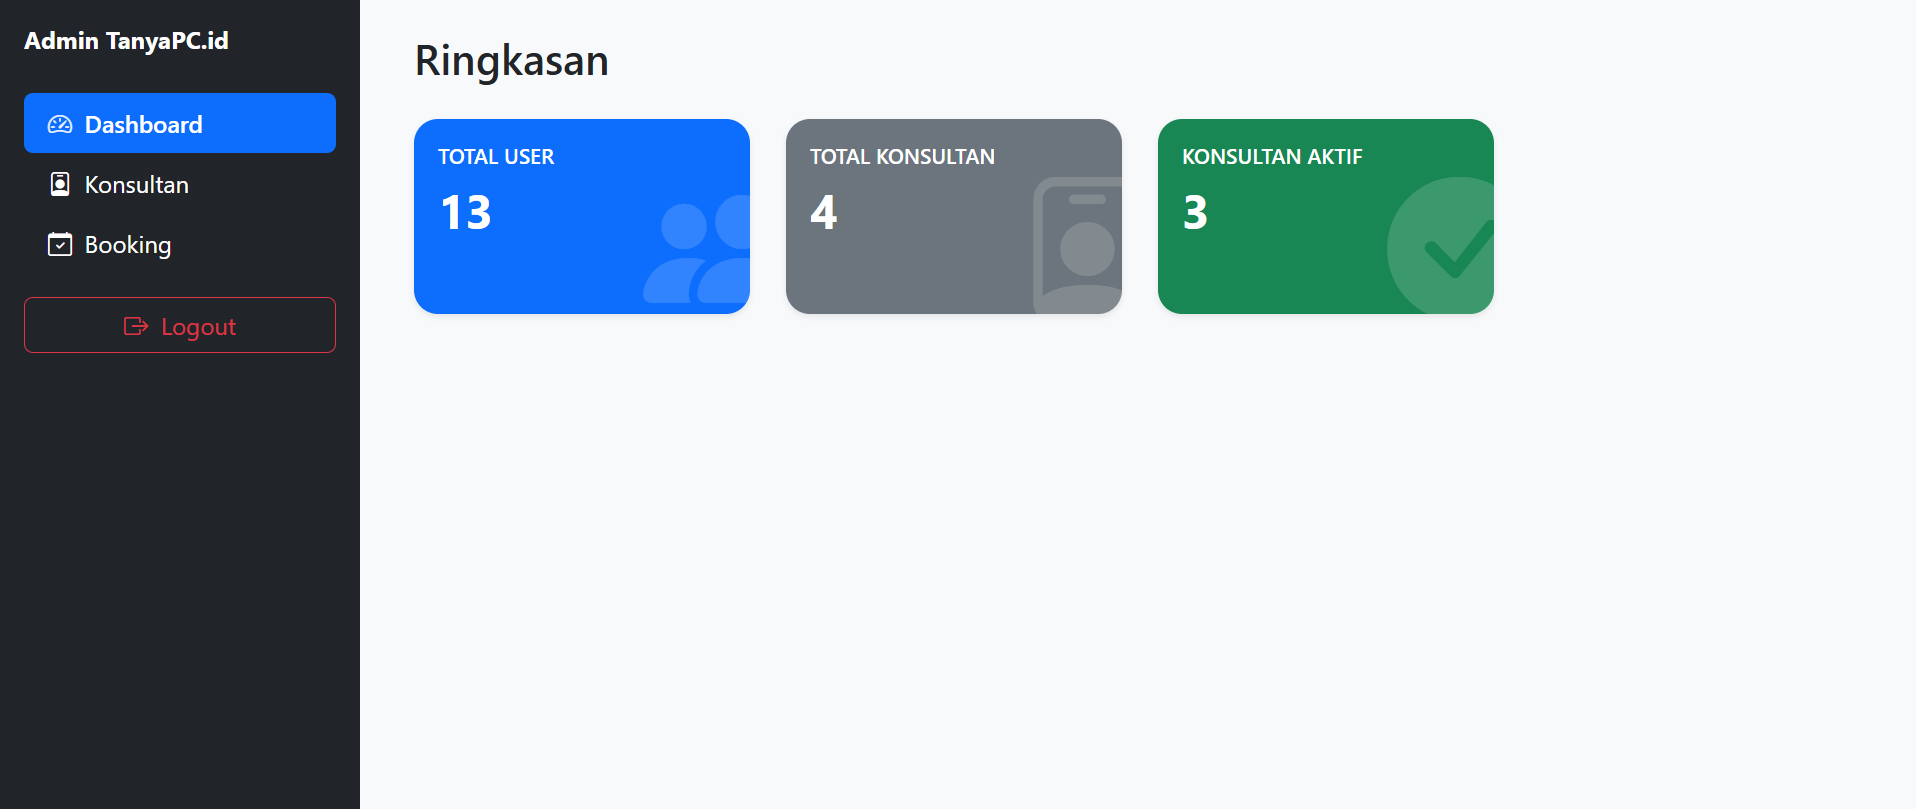 Admin TanyaPC.id
Dashboard
Konsultan
Booking
Logout
Ringkasan
TOTAL USER
13
TOTAL KONSULTAN
4
KONSULTAN AKTIF
3